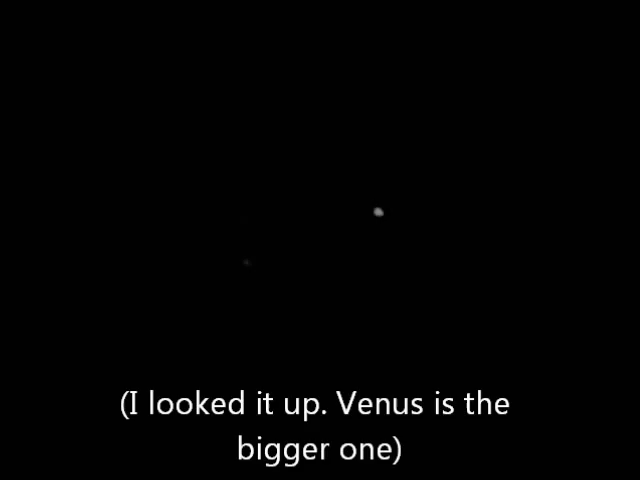 (I looked it up. Venus is the
bigger one)